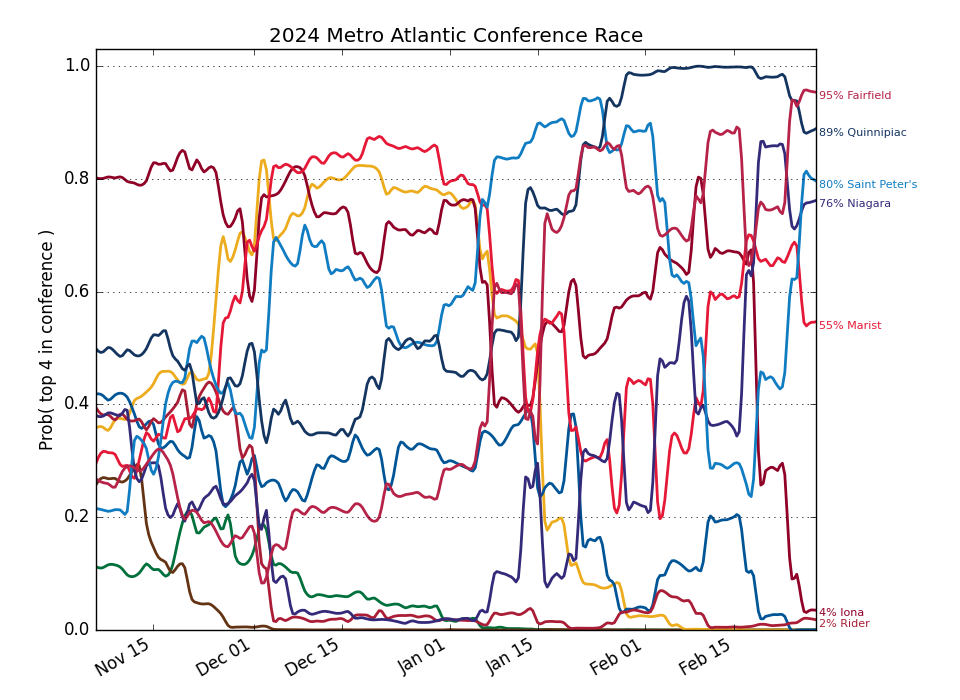 2024 Metro Atlantic Conference Race
Prob( top 4 in conference )
1.0
0.8
0.6
0.4
0.2
0.0
Nov 15
Dec 01
Dec 15
Jan 01
Jan 15
Feb 01
Feb 15
95% Fairfield
89% Quinnipiac
80% Saint Peter's
76% Niagara
55% Marist
4% Iona
2% Rider